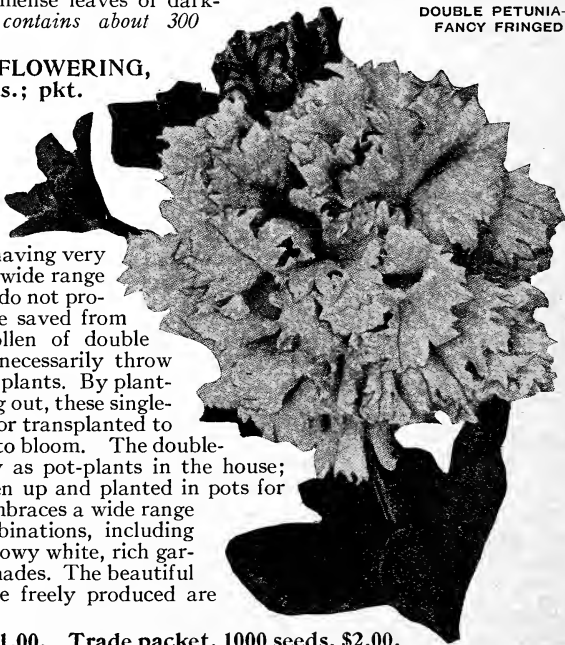 mense leaves of dark-
contains about 300
DOUBLE PETUNIA-
FANCY FRINGED
FLOWERING,
s.; pkt.
having very
wide range
do not pro-
e saved from
ollen of double
necessarily throw
plants. By plant-
g out, these single-
or transplanted to
to bloom. The double-
y as pot-plants in the house;
en up and planted in pots for
mbraces a wide range
binations, including
owy white, rich gar-
hades. The beautiful
e freely produced are
1.00. Trade packet, 1000 seeds, $2.00.